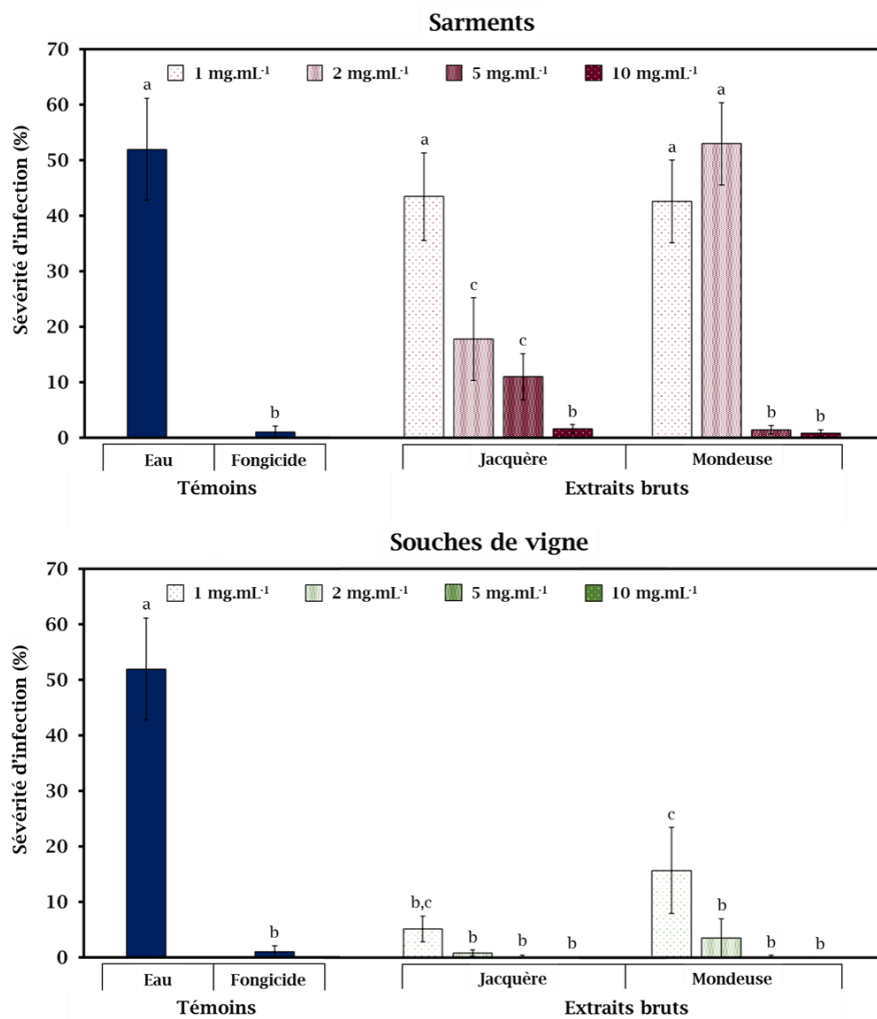 Sarments
Sévérité d'infection (%)
70
60
50
40
30
20
10
0
1 mg.mL⁻¹ 2 mg.mL⁻¹ 5 mg.mL⁻¹ 10 mg.mL⁻¹
a b a c c b a a b b
Eau Fongicide Jacquère Mondeuse
Témoins Extraits bruts
Souches de vigne
Sévérité d'infection (%)
70
60
50
40
30
20
10
0
1 mg.mL⁻¹ 2 mg.mL⁻¹ 5 mg.mL⁻¹ 10 mg.mL⁻¹
a b b,c b b b c b b b
Eau Fongicide Jacquère Mondeuse
Témoins Extraits bruts